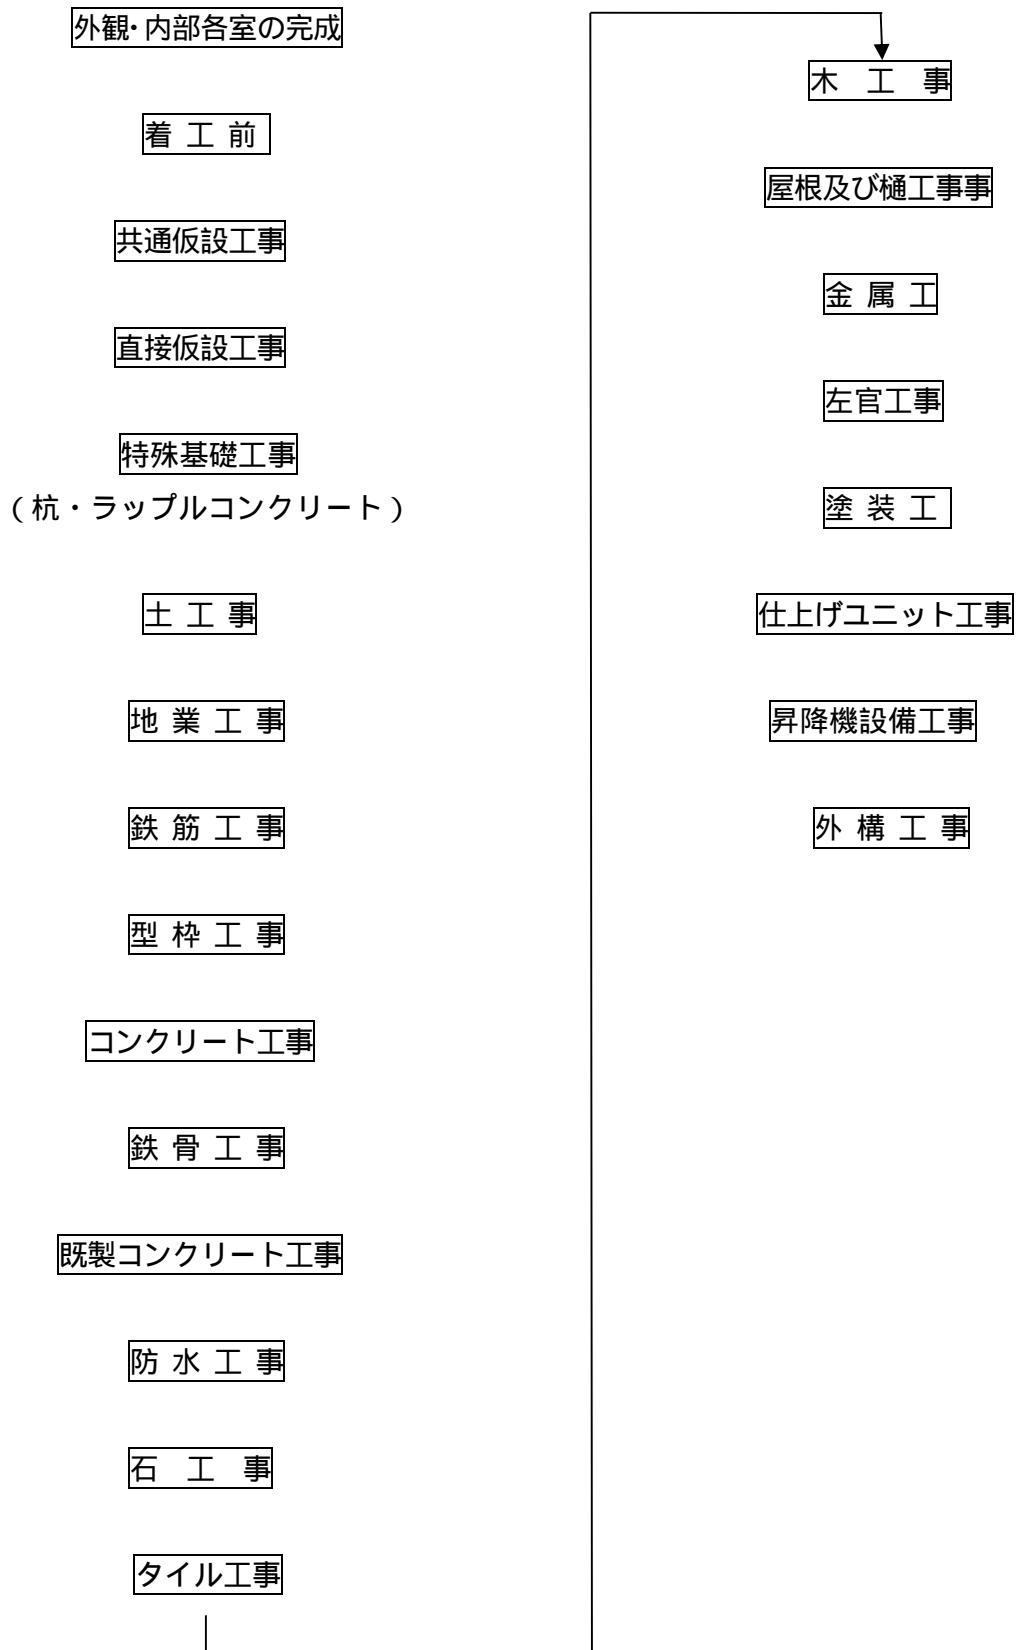 外観・内部各室の完成
着 工 前
共通仮設工事
直接仮設工事
特殊基礎工事
（杭・ラップルコンクリート）
土 工 事
地 業 工 事
鉄 筋 工 事
型 枠 工 事
コンクリート工事
鉄 骨 工 事
既製コンクリート工事
防 水 工 事
石　工　事
タイル工事
木　工　事
屋根及び樋工事事
金 属 工
左官工事
塗 装 工
仕上げユニット工事
昇降機設備工事
外 構 工 事